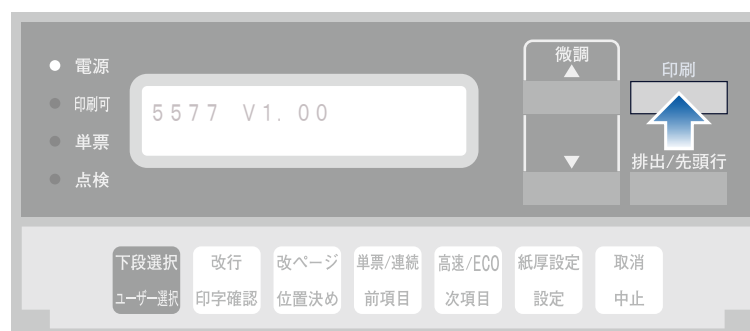 電源
印刷可
単票
点検
5577 V1.00
微調
印刷
排出/先頭行
下段選択 改行 改ページ 単票/連続 高速/ECO 紙厚設定 取消
ユーザー選択 印字確認 位置決め 前項目 次項目 設定 中止